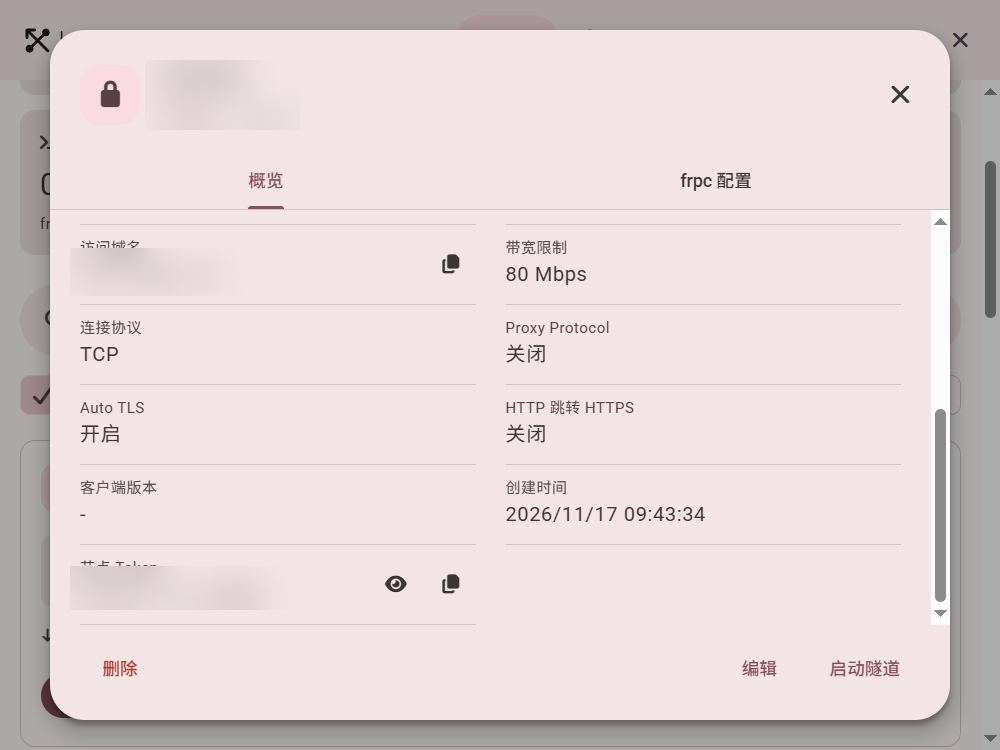 概览
frpc 配置
访问域名
带宽限制
80 Mbps
连接协议
TCP
Proxy Protocol
关闭
Auto TLS
开启
HTTP 跳转 HTTPS
关闭
客户端版本
-
创建时间
2026/11/17 09:43:34
节点 Token
删除
编辑
启动隧道